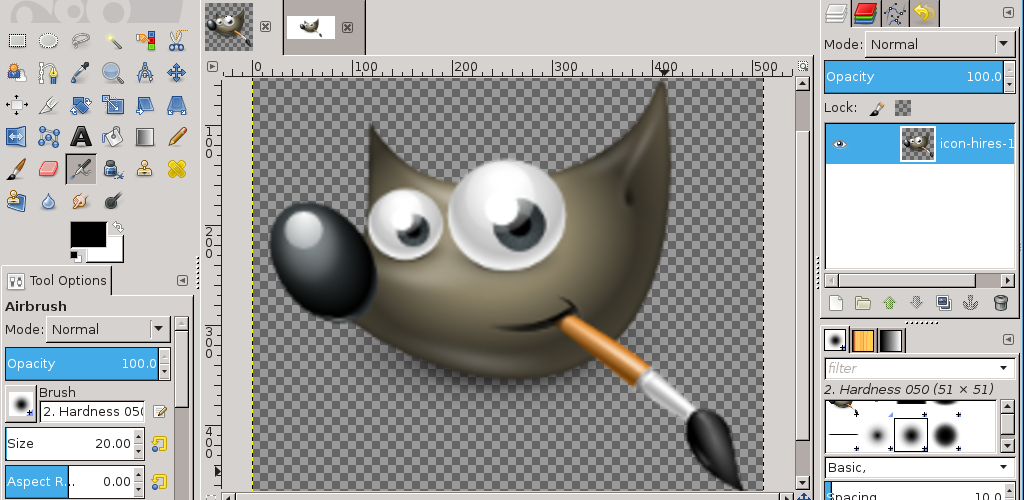 0
100
200
300
400
500
100
200
300
400
Tool Options
Airbrush
Mode: Normal
Opacity 100.0
Brush
2. Hardness 050
Size 20.00
Aspect R... 0.00
Mode: Normal
Opacity 100.0
Lock:
icon-hires-1
filter
2. Hardness 050 (51 × 51)
Basic,
Spacing 10.0